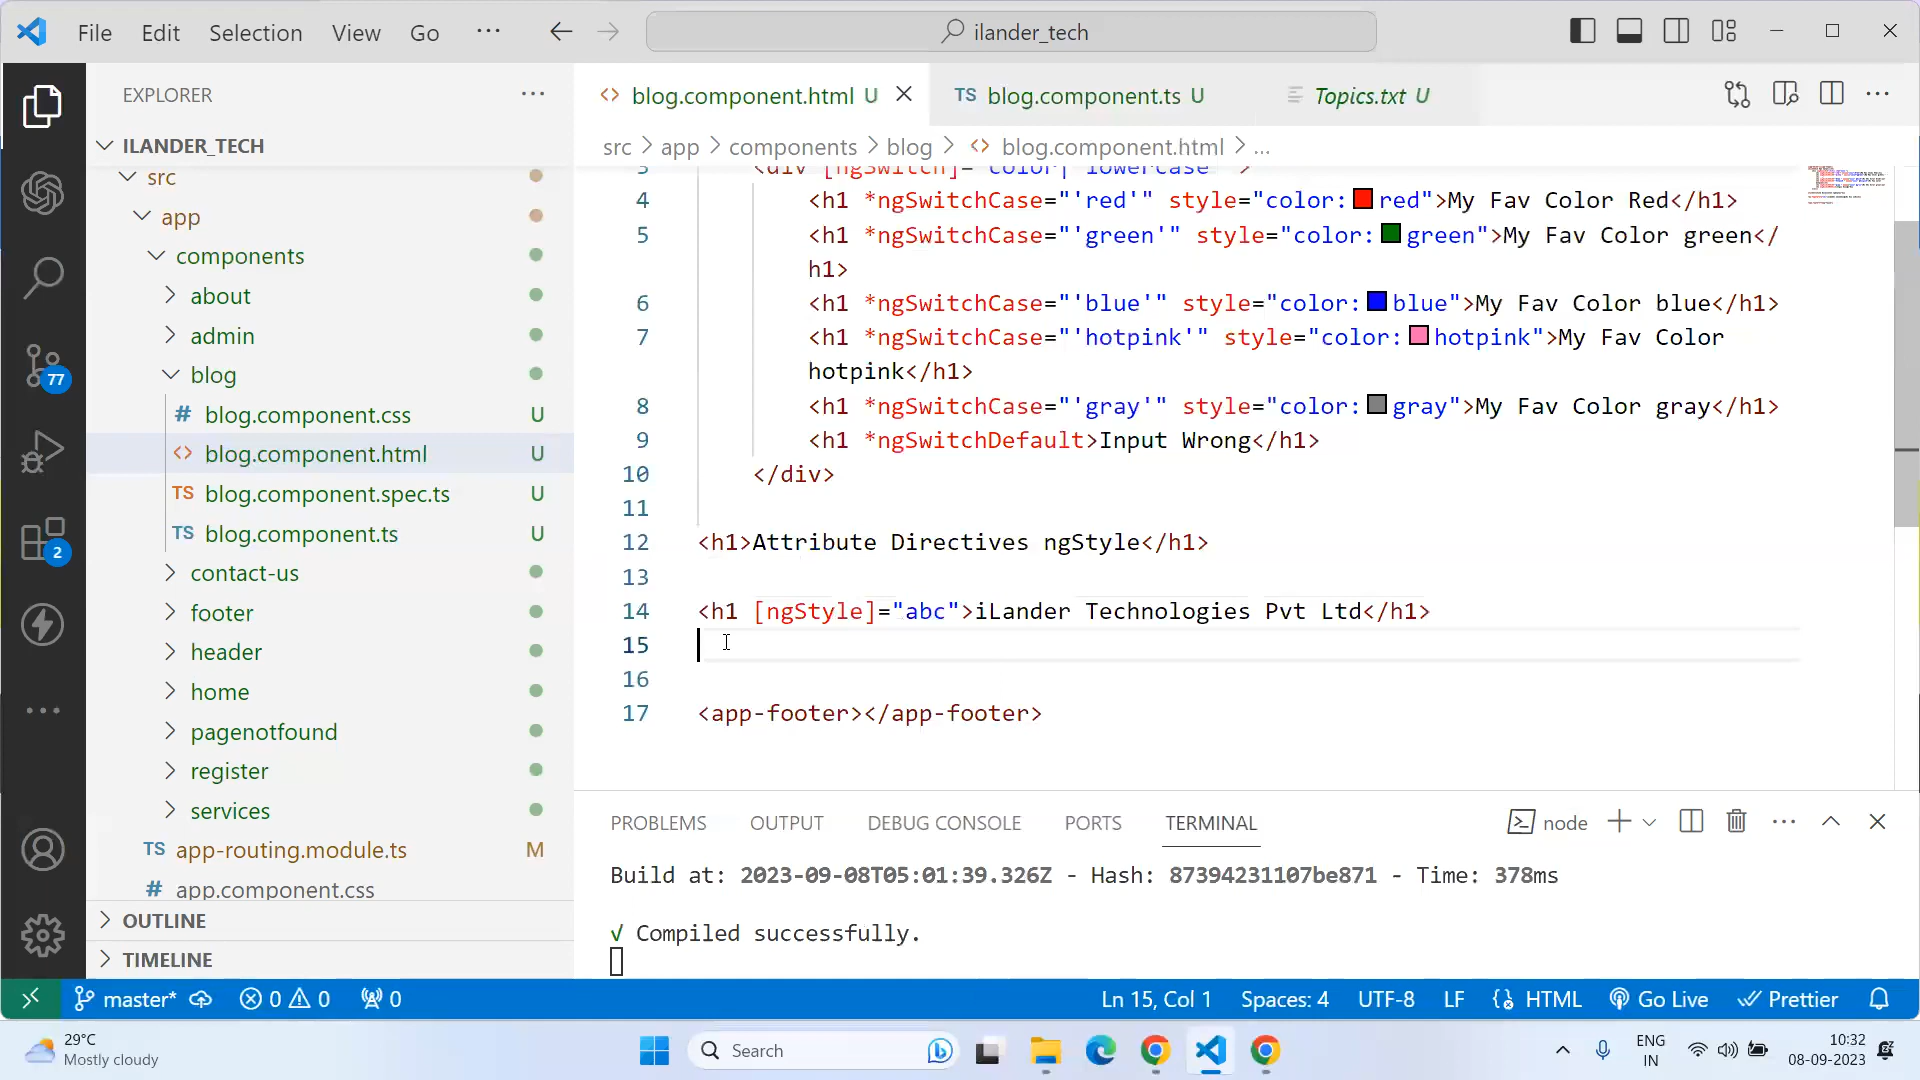 File Edit Selection View Go ··· ilander_tech
EXPLORER ···
ILANDER_TECH
src
app
components
about
admin
blog
# blog.component.css U
<> blog.component.html U
TS blog.component.spec.ts U
TS blog.component.ts U
contact-us
footer
header
home
pagenotfound
register
services
TS app-routing.module.ts M
# app.component.css
OUTLINE
TIMELINE
77
2
<> blog.component.html U TS blog.component.ts U Topics.txt U
src > app > components > blog > <> blog.component.html > ...
3 <div [ngSwitch]="color| lowercase ">
4 <h1 *ngSwitchCase="'red'" style="color:red">My Fav Color Red</h1>
5 <h1 *ngSwitchCase="'green'" style="color:green">My Fav Color green</
h1>
6 <h1 *ngSwitchCase="'blue'" style="color:blue">My Fav Color blue</h1>
7 <h1 *ngSwitchCase="'hotpink'" style="color:hotpink">My Fav Color
hotpink</h1>
8 <h1 *ngSwitchCase="'gray'" style="color:gray">My Fav Color gray</h1>
9 <h1 *ngSwitchDefault>Input Wrong</h1>
10 </div>
11
12 <h1>Attribute Directives ngStyle</h1>
13
14 <h1 [ngStyle]="abc">iLander Technologies Pvt Ltd</h1>
15
16
17 <app-footer></app-footer>
PROBLEMS OUTPUT DEBUG CONSOLE PORTS TERMINAL node
Build at: 2023-09-08T05:01:39.326Z - Hash: 87394231107be871 - Time: 378ms
√ Compiled successfully.
master* 0 0 0 Ln 15, Col 1 Spaces: 4 UTF-8 LF HTML Go Live Prettier
29°C
Mostly cloudy
Search
ENG
IN
10:32
08-09-2023